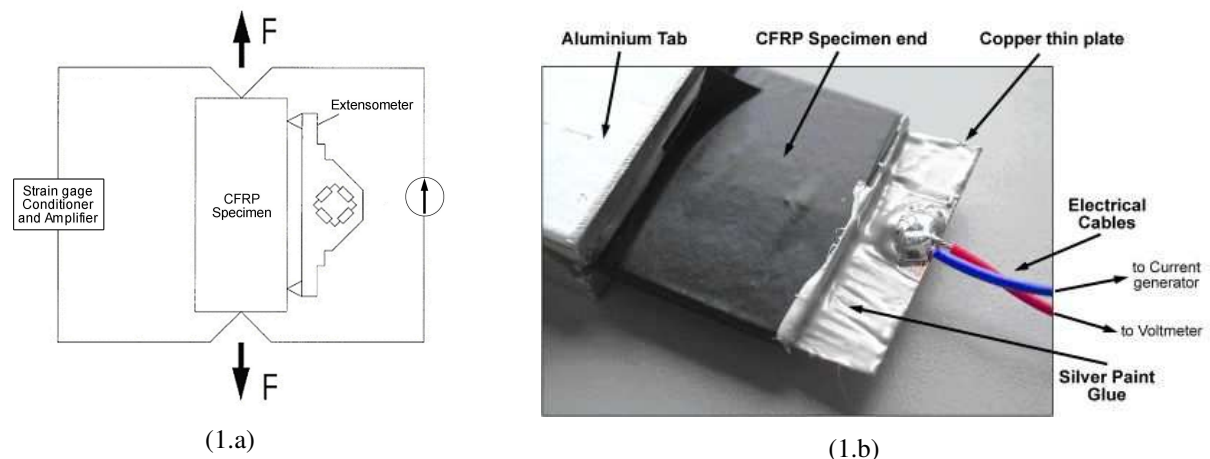 F
Extensometer
Strain gage
Conditioner
and Amplifier
CFRP
Specimen
F
(1.a)
Aluminium Tab
CFRP Specimen end
Copper thin plate
Electrical
Cables
to Current
generator
to Voltmeter
Silver Paint
Glue
(1.b)